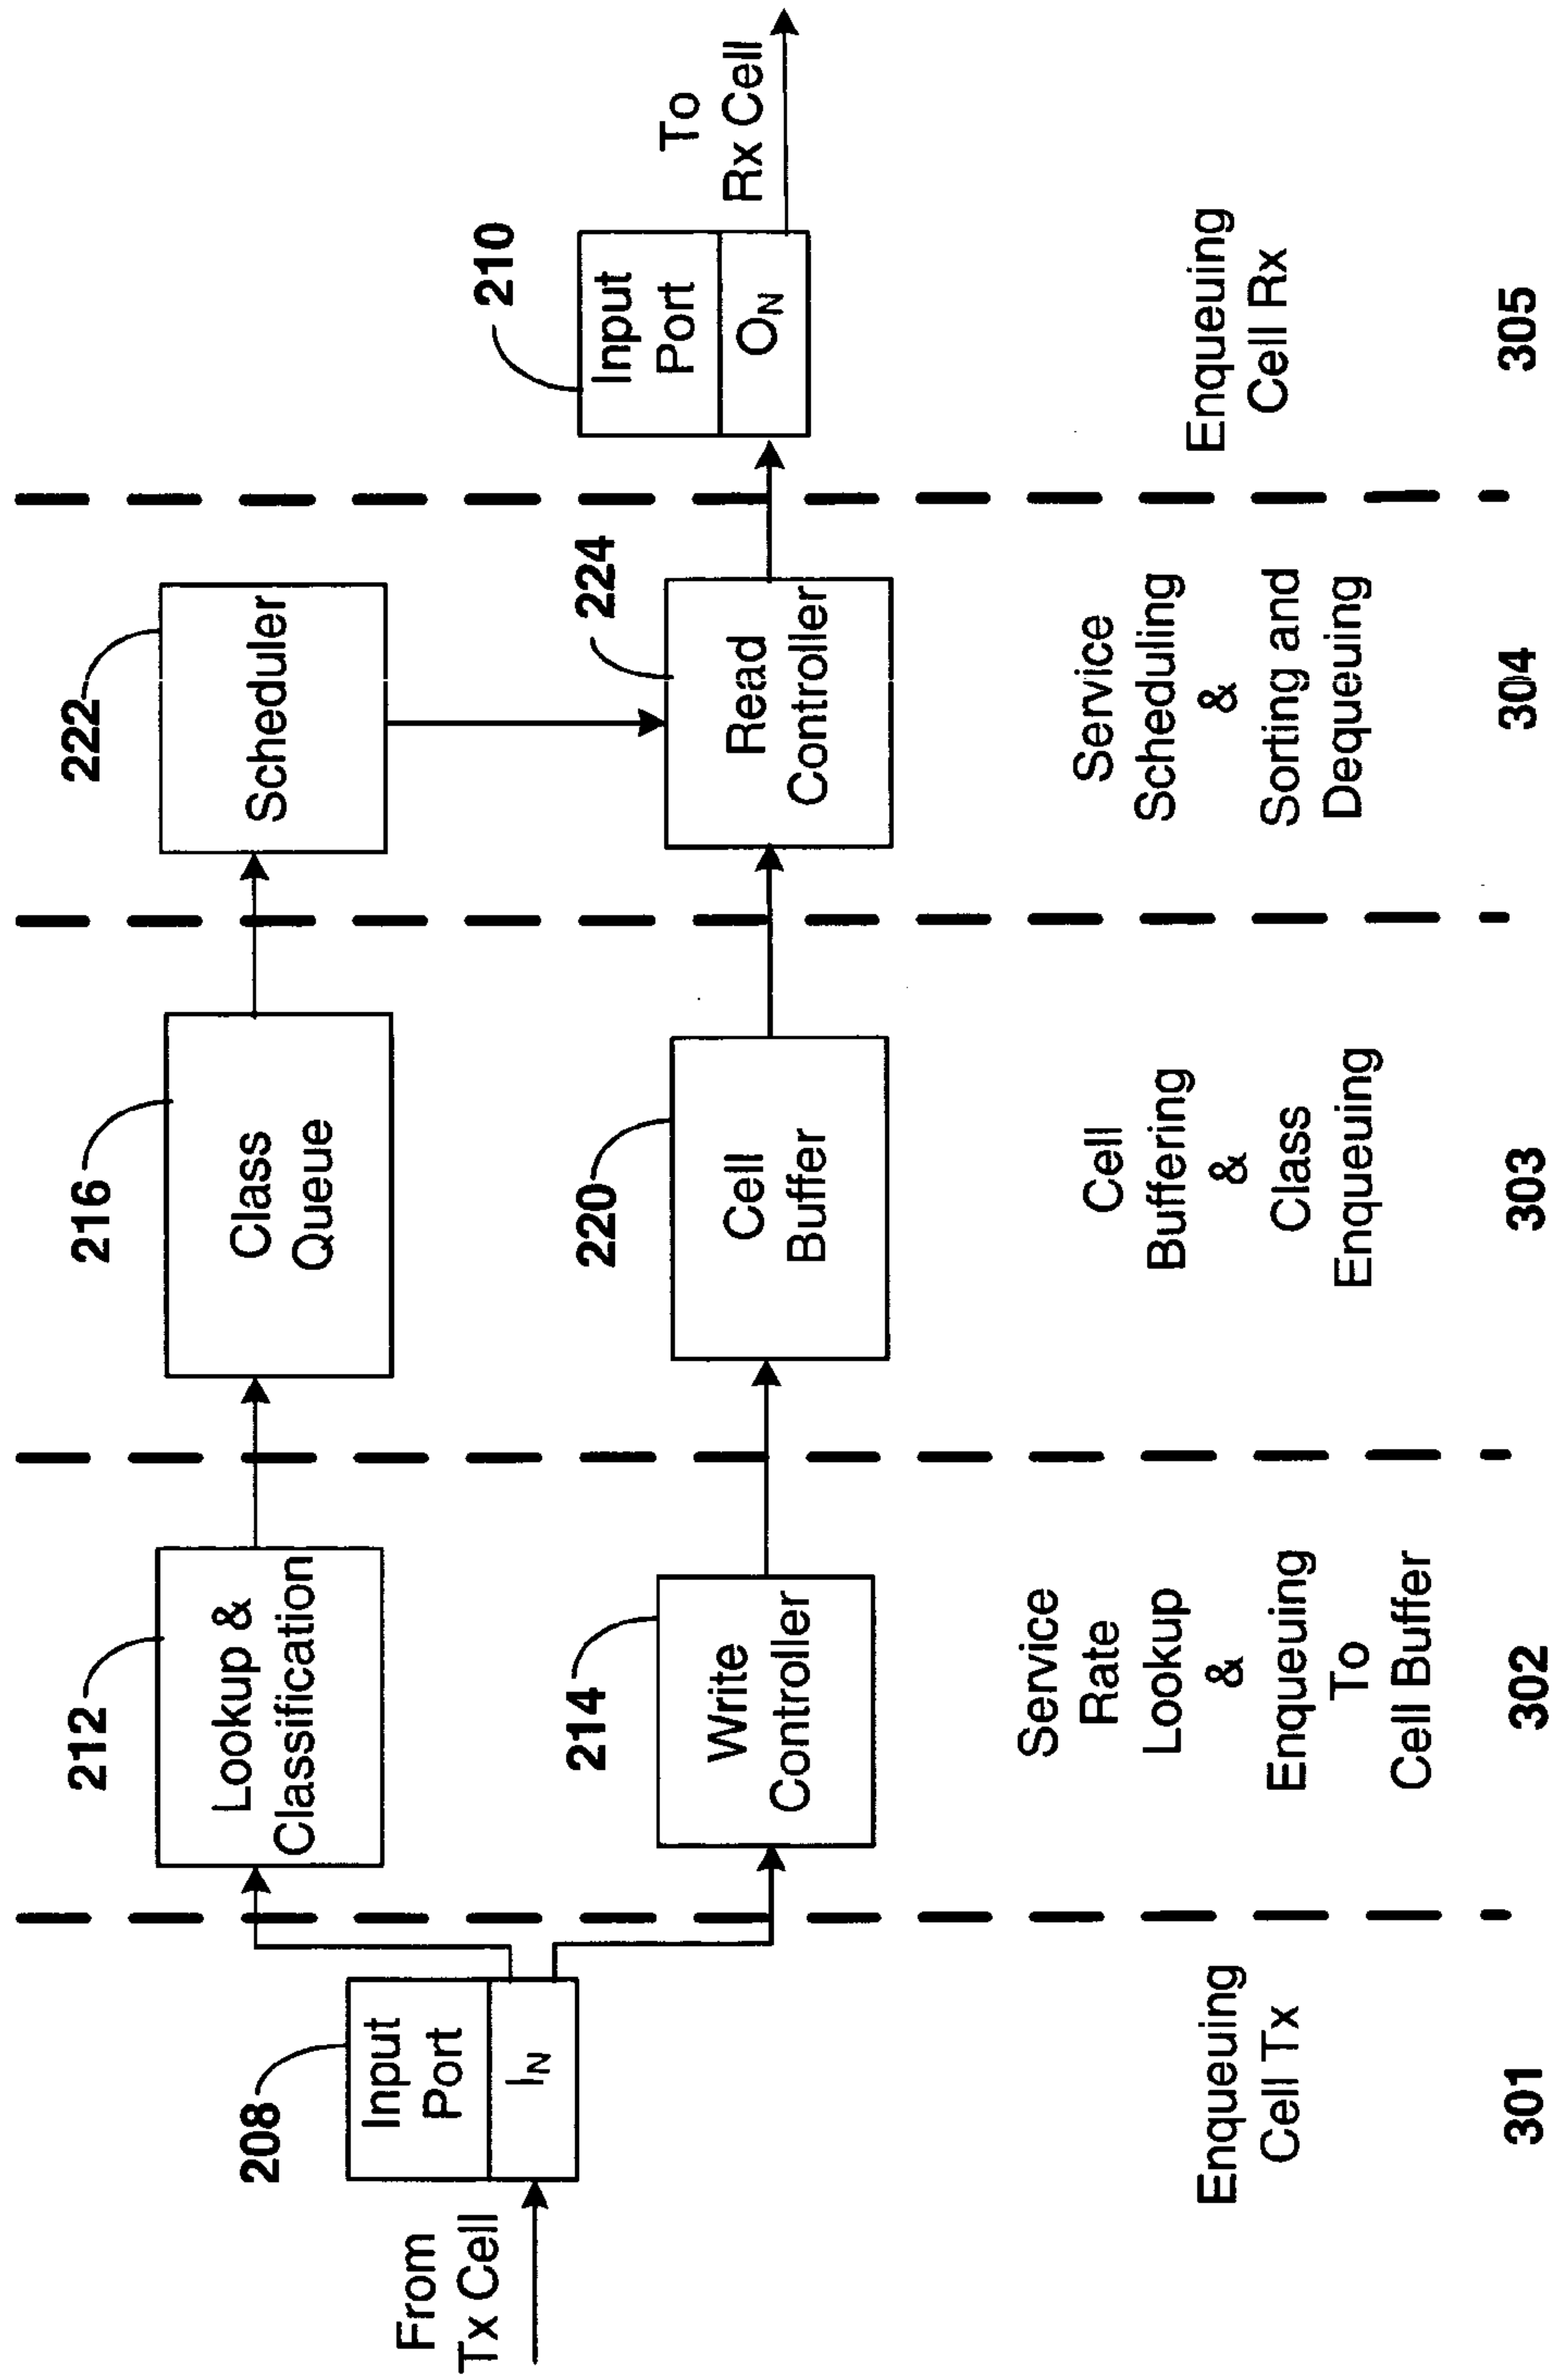 From
Tx Cell
208
Input
Port
I_N
212
Lookup &
Classification
214
Write
Controller
216
Class
Queue
220
Cell
Buffer
222
Scheduler
224
Read
Controller
210
Input
Port
O_N
To
Rx Cell
Enqueuing
Cell Tx
301
Service
Rate
Lookup
&
Enqueuing
To
Cell Buffer
302
Cell
Buffering
&
Class
Enqueuing
303
Service
Scheduling
&
Sorting and
Dequeuing
304
Enqueuing
Cell Rx
305